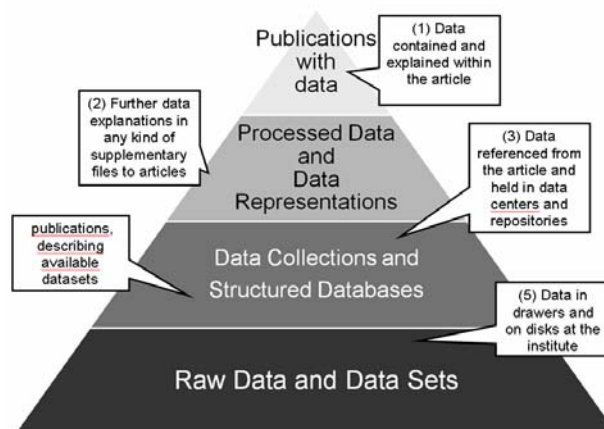 Publications
with
data
(1) Data
contained and
explained within
the article
(2) Further data
explanations in
any kind of
supplementary
files to articles
Processed Data
and
Data
Representations
(3) Data
referenced from
the article and
held in data
centers and
repositories
publications,
describing
available
datasets
Data Collections and
Structured Databases
(5) Data in
drawers and
on disks at the
institute
Raw Data and Data Sets